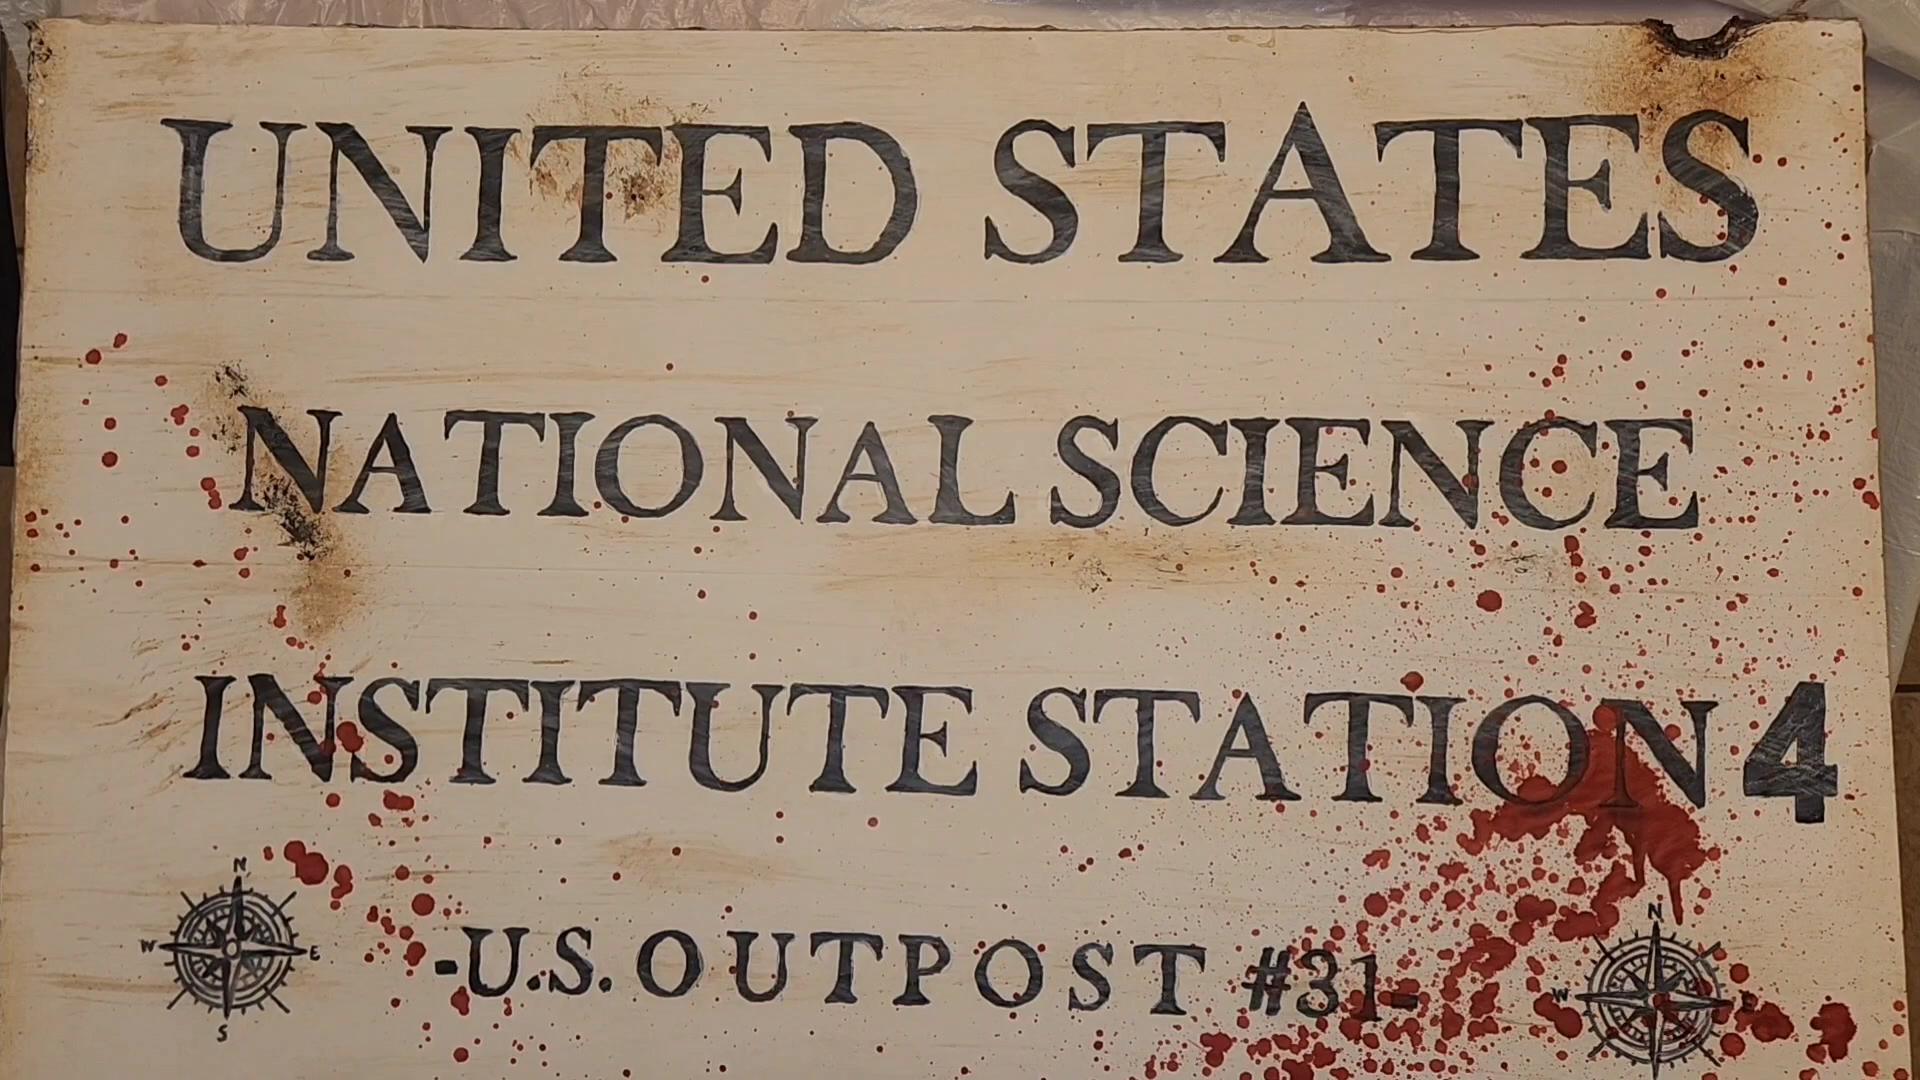 UNITED STATES
NATIONAL SCIENCE
INSTITUTE STATION 4
-U.S. OUTPOST #31-
N
W E
S
N
W E